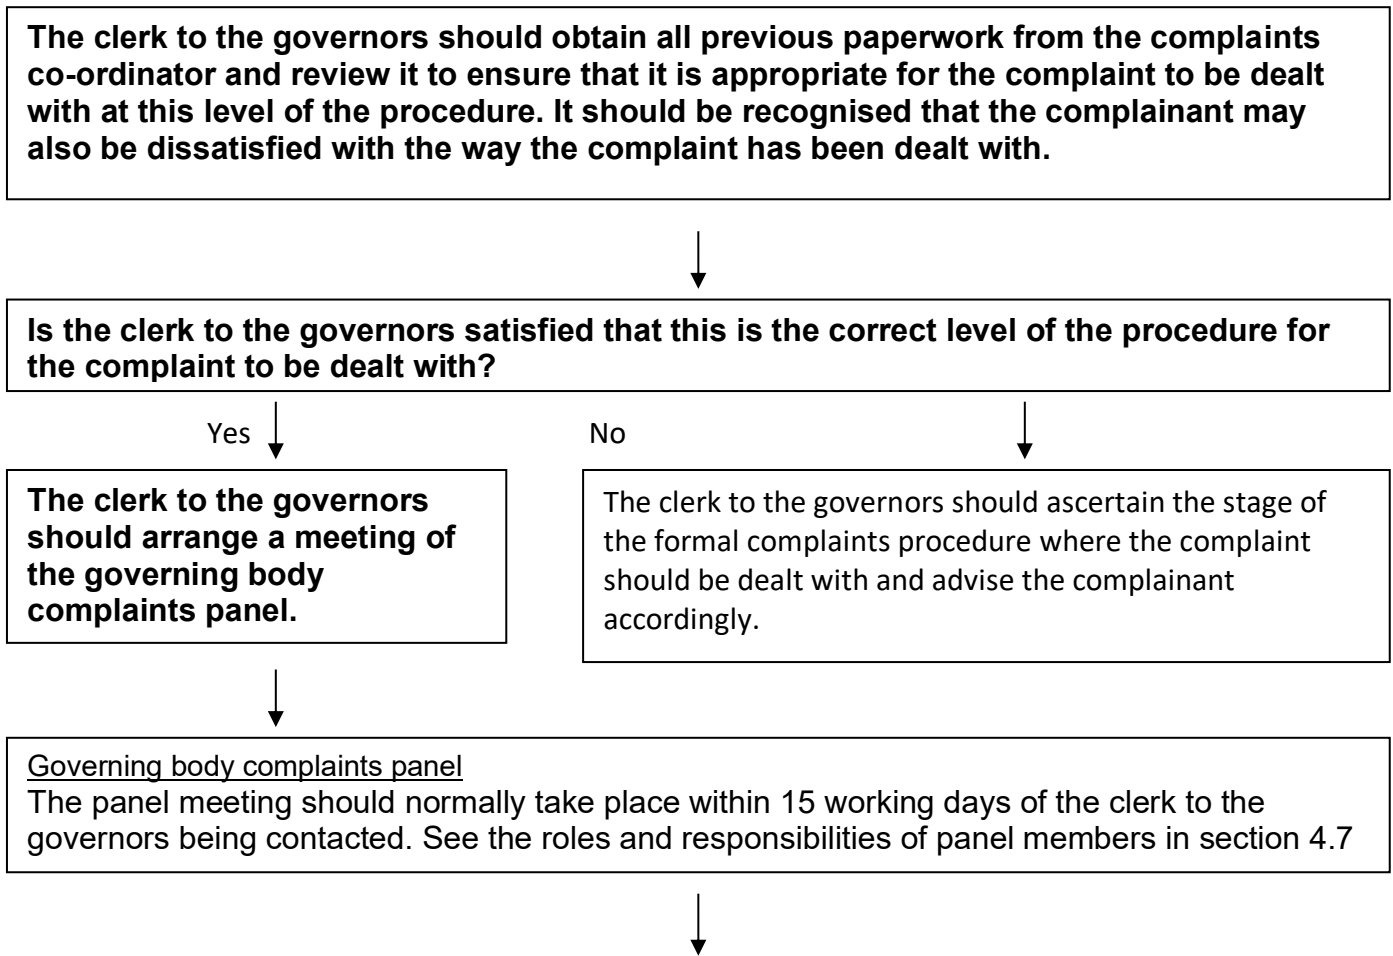 The clerk to the governors should obtain all previous paperwork from the complaints
co-ordinator and review it to ensure that it is appropriate for the complaint to be dealt
with at this level of the procedure. It should be recognised that the complainant may
also be dissatisfied with the way the complaint has been dealt with.
Is the clerk to the governors satisfied that this is the correct level of the procedure for
the complaint to be dealt with?
Yes
No
The clerk to the governors
should arrange a meeting of
the governing body
complaints panel.
The clerk to the governors should ascertain the stage of
the formal complaints procedure where the complaint
should be dealt with and advise the complainant
accordingly.
Governing body complaints panel
The panel meeting should normally take place within 15 working days of the clerk to the
governors being contacted. See the roles and responsibilities of panel members in section 4.7